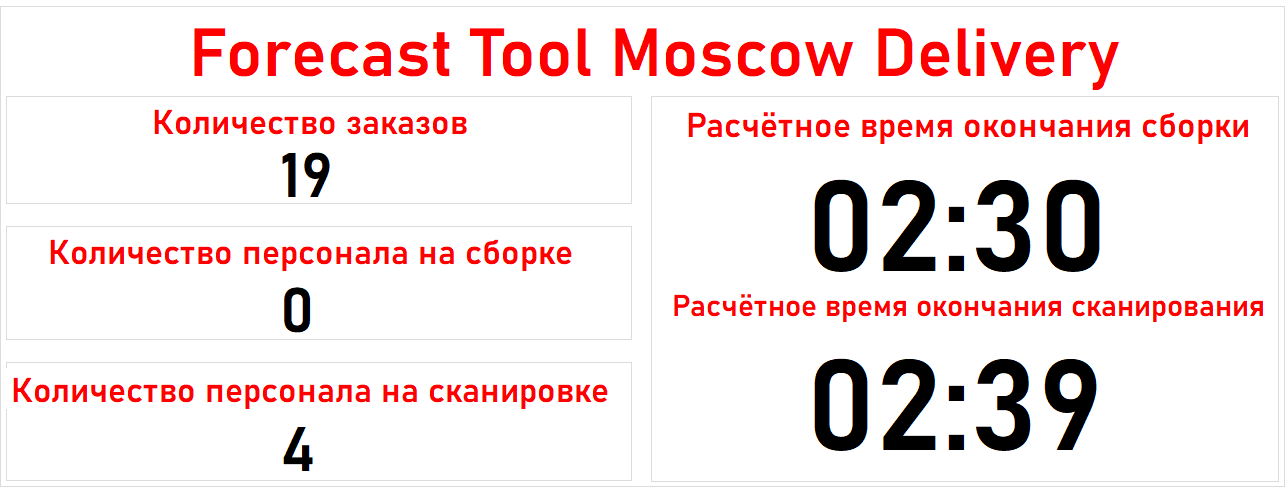 Forecast Tool Moscow Delivery
Количество заказов
19
Количество персонала на сборке
0
Количество персонала на сканировке
4
Расчётное время окончания сборки
02:30
Расчётное время окончания сканирования
02:39